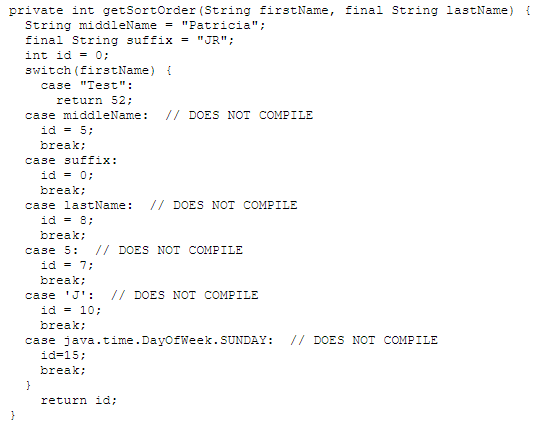 private int getSortOrder(String firstName, final String lastName) {
  String middleName = "Patricia";
  final String suffix = "JR";
  int id = 0;
  switch(firstName) {
    case "Test":
      return 52;
  case middleName:  // DOES NOT COMPILE
    id = 5;
    break;
  case suffix:
    id = 0;
    break;
  case lastName:  // DOES NOT COMPILE
    id = 8;
    break;
  case 5:  // DOES NOT COMPILE
    id = 7;
    break;
  case 'J':  // DOES NOT COMPILE
    id = 10;
    break;
  case java.time.DayOfWeek.SUNDAY:  // DOES NOT COMPILE
    id=15;
    break;
  }
    return id;
}